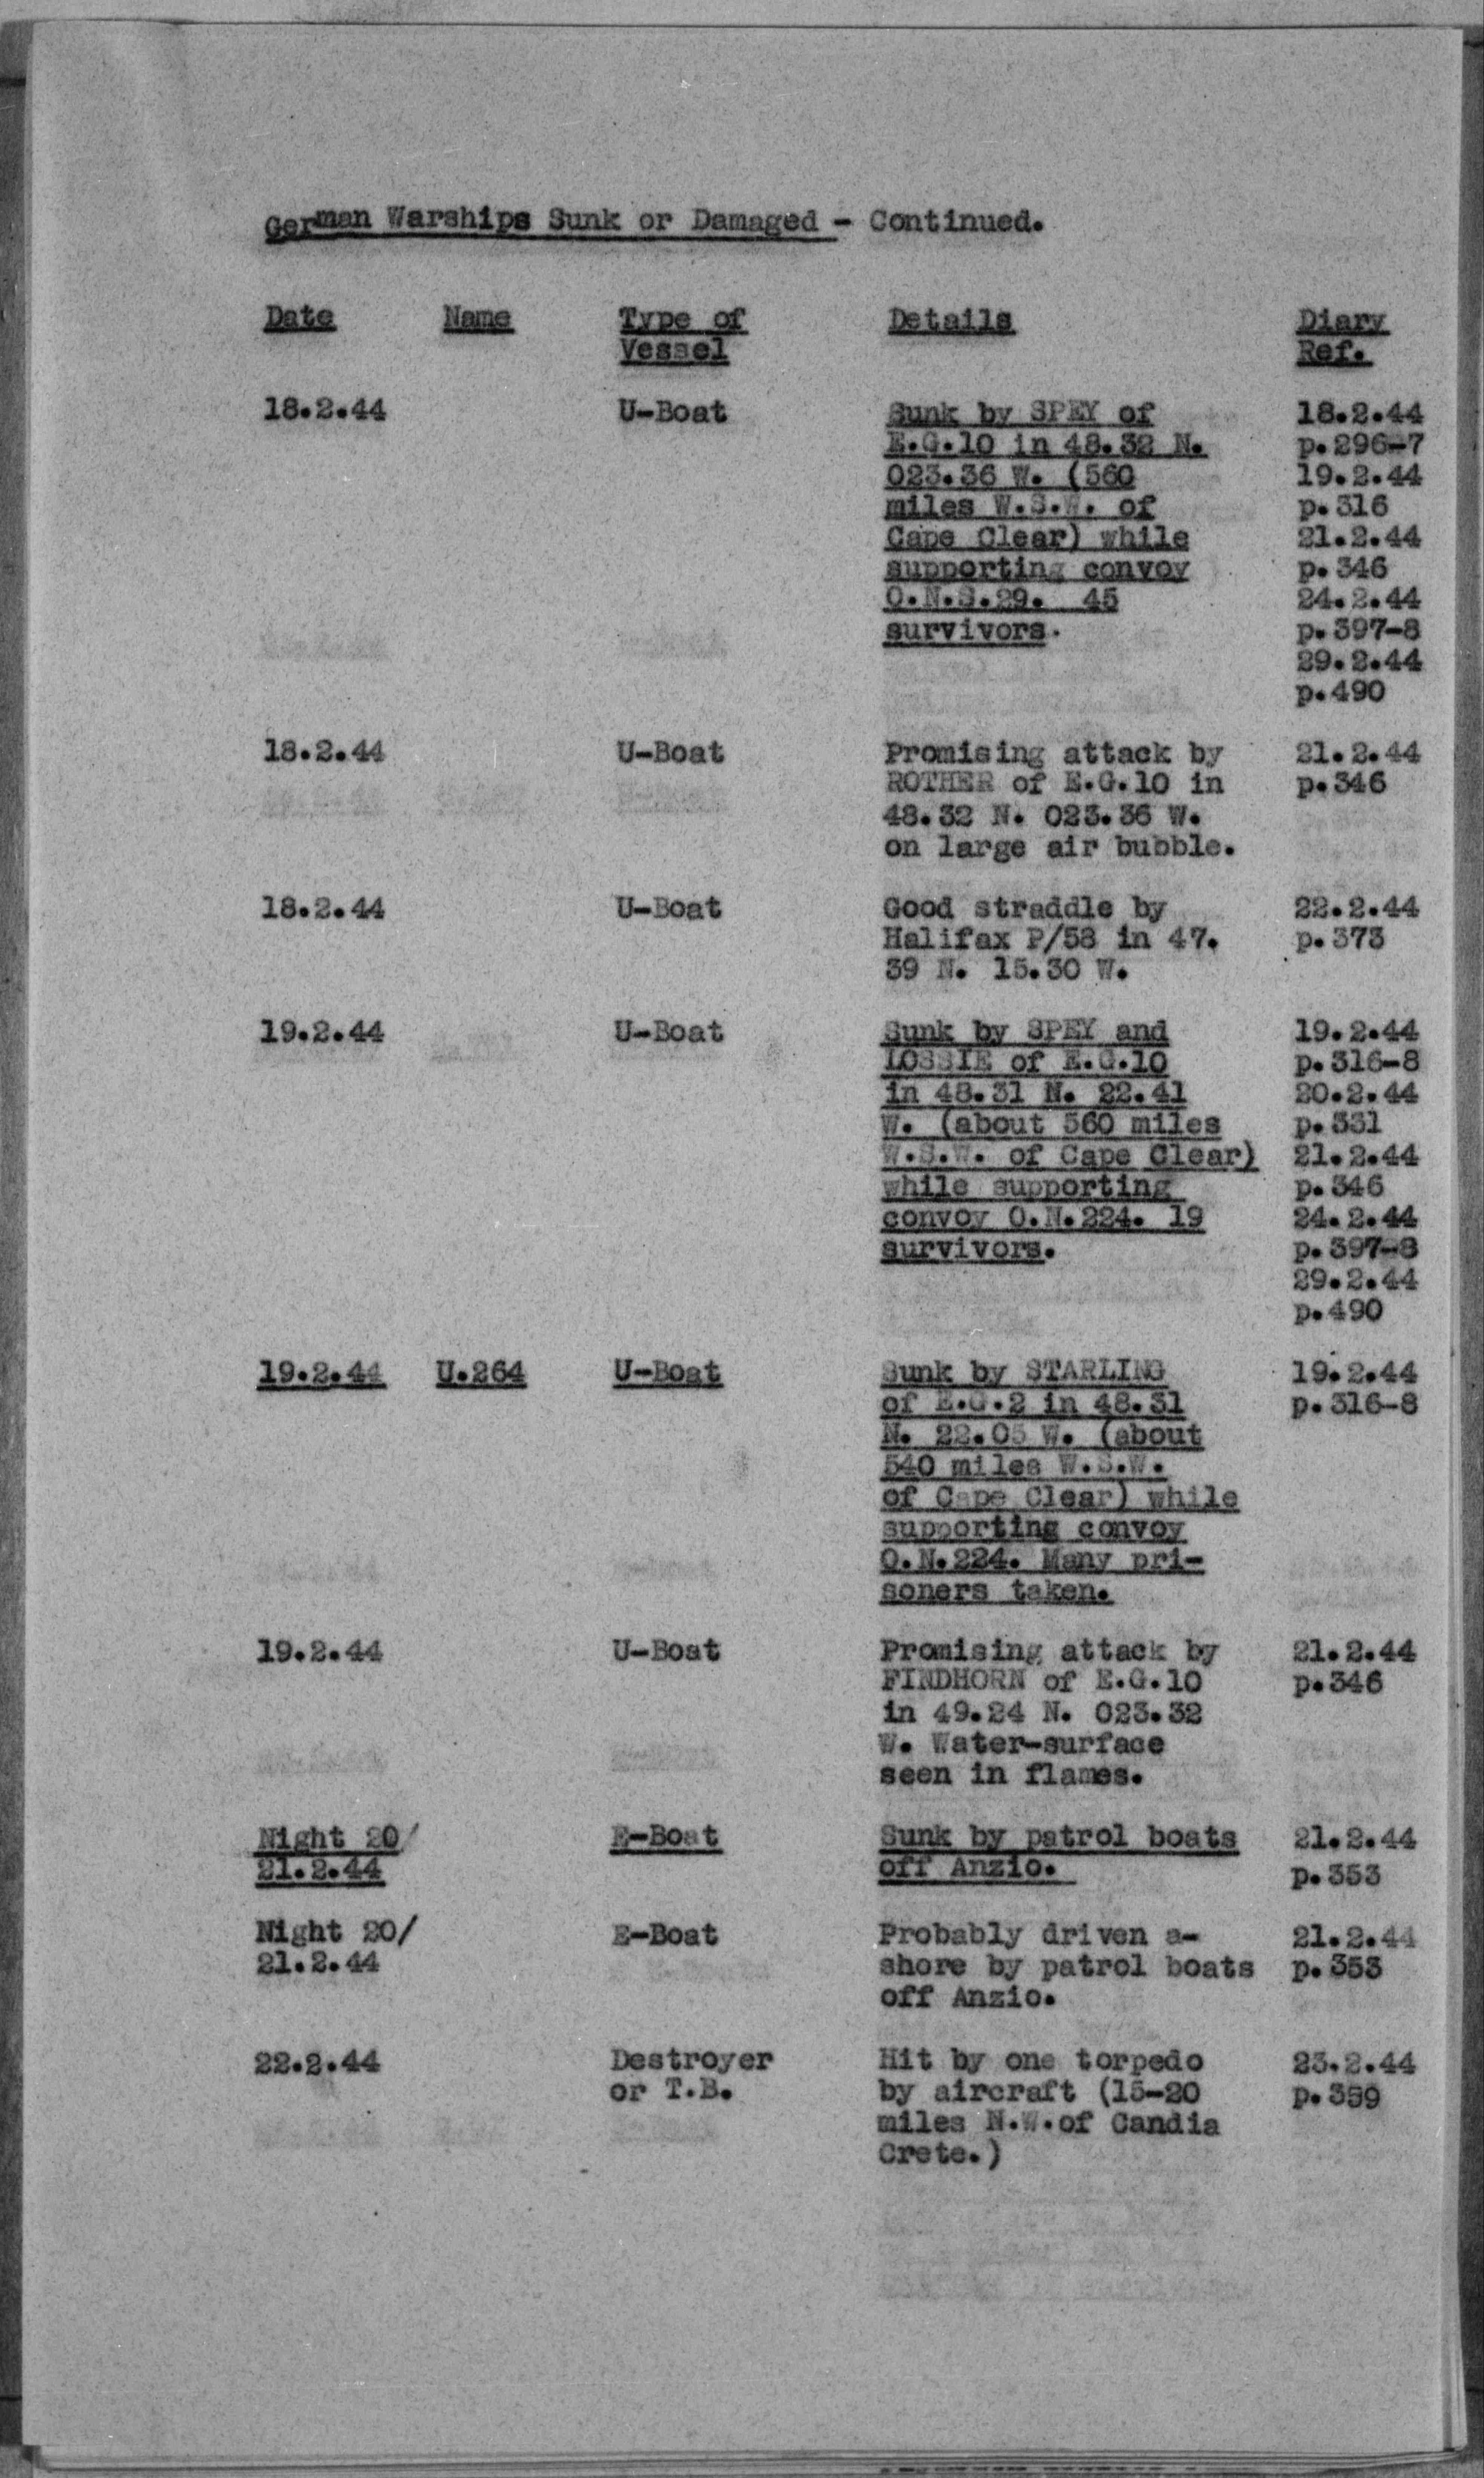 German Warships Sunk or Damaged - Continued.
Date Name Type of Details Diary
Vessel Ref.
18.2.44 U-Boat Sunk by SPEY of 18.2.44
E.G.10 in 48.32 N. p.296-7
023.36 W. (560 19.2.44
miles W.S.W. of p.316
Cape Clear) while 21.2.44
supporting convoy p.346
O.N.S.29. 45 24.2.44
survivors. p.397-8
29.2.44
p.490
18.2.44 U-Boat Promising attack by 21.2.44
ROTHER of E.G.10 in p.346
48.32 N. 023.36 W.
on large air bubble.
18.2.44 U-Boat Good straddle by 22.2.44
Halifax P/58 in 47. p.373
39 N. 15.30 W.
19.2.44 U-Boat Sunk by SPEY and 19.2.44
LOSSIE of E.G.10 p.316-8
in 48.31 N. 22.41 20.2.44
W. (about 560 miles p.331
W.S.W. of Cape Clear) 21.2.44
while supporting p.346
convoy O.N.224. 19 24.2.44
survivors. p.397-8
29.2.44
p.490
19.2.44 U.264 U-Boat Sunk by STARLING 19.2.44
of E.G.2 in 48.31 p.316-8
N. 22.05 W. (about
540 miles W.S.W.
of Cape Clear) while
supporting convoy
O.N.224. Many pri-
soners taken.
19.2.44 U-Boat Promising attack by 21.2.44
FINDHORN of E.G.10 p.346
in 49.24 N. 023.32
W. Water-surface
seen in flames.
Night 20/ E-Boat Sunk by patrol boats 21.2.44
21.2.44 off Anzio. p.353
Night 20/ E-Boat Probably driven a- 21.2.44
21.2.44 shore by patrol boats p.353
off Anzio.
22.2.44 Destroyer Hit by one torpedo 23.2.44
or T.B. by aircraft (15-20 p.359
miles N.W.of Candia
Crete.)